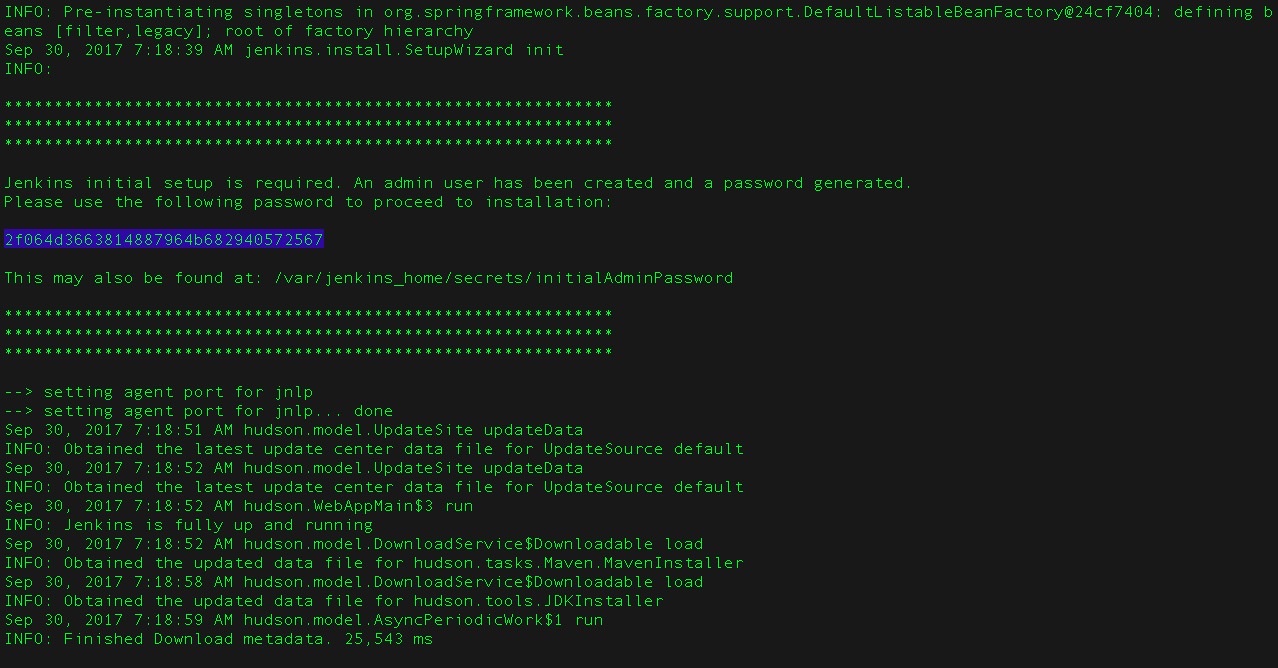 INFO: Pre-instantiating singletons in org.springframework.beans.factory.support.DefaultListableBeanFactory@24cf7404: defining b
eans [filter,legacy]; root of factory hierarchy
Sep 30, 2017 7:18:39 AM jenkins.install.SetupWizard init
INFO:
*************************************************************
*************************************************************
*************************************************************
Jenkins initial setup is required. An admin user has been created and a password generated.
Please use the following password to proceed to installation:
2f064d3663814887964b682940572567
This may also be found at: /var/jenkins_home/secrets/initialAdminPassword
*************************************************************
*************************************************************
*************************************************************
--> setting agent port for jnlp
--> setting agent port for jnlp... done
Sep 30, 2017 7:18:51 AM hudson.model.UpdateSite updateData
INFO: Obtained the latest update center data file for UpdateSource default
Sep 30, 2017 7:18:52 AM hudson.model.UpdateSite updateData
INFO: Obtained the latest update center data file for UpdateSource default
Sep 30, 2017 7:18:52 AM hudson.WebAppMain$3 run
INFO: Jenkins is fully up and running
Sep 30, 2017 7:18:52 AM hudson.model.DownloadService$Downloadable load
INFO: Obtained the updated data file for hudson.tasks.Maven.MavenInstaller
Sep 30, 2017 7:18:58 AM hudson.model.DownloadService$Downloadable load
INFO: Obtained the updated data file for hudson.tools.JDKInstaller
Sep 30, 2017 7:18:59 AM hudson.model.AsyncPeriodicWork$1 run
INFO: Finished Download metadata. 25,543 ms